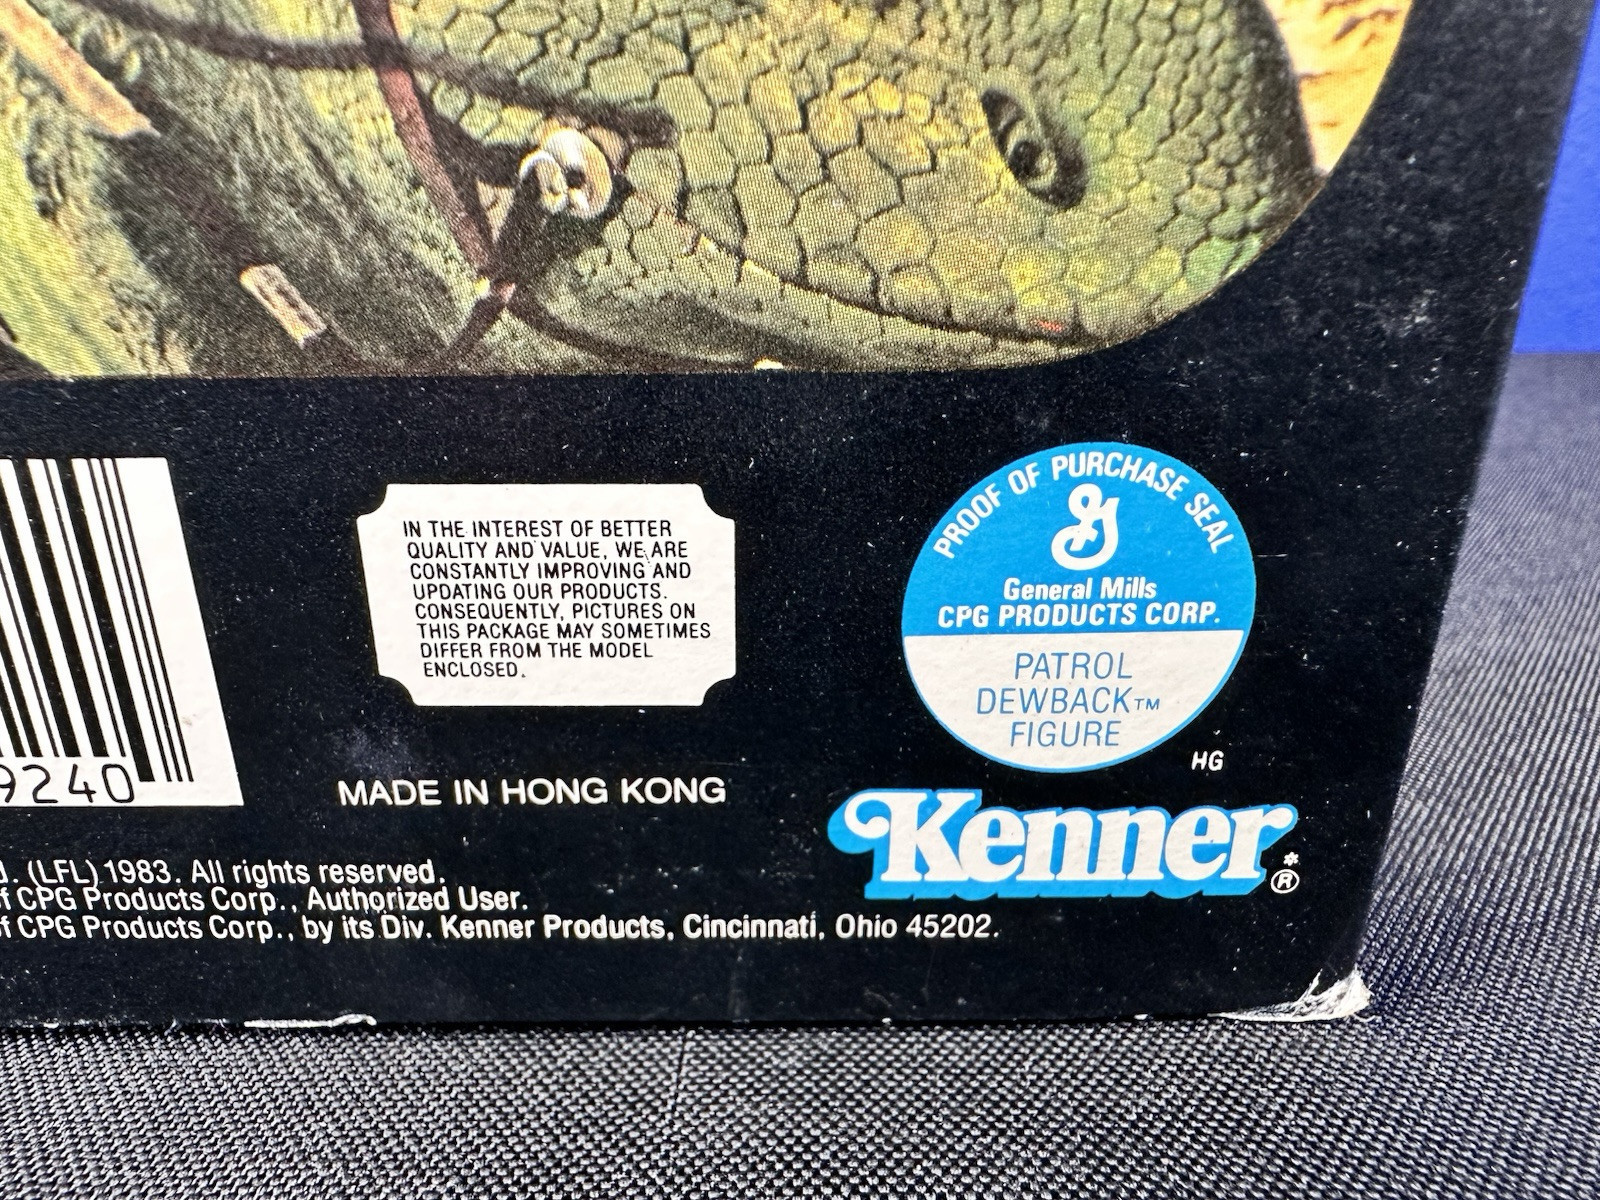 PROOF OF PURCHASE SEAL
G
General Mills
CPG PRODUCTS CORP.
PATROL
DEWBACK™
FIGURE
HG
IN THE INTEREST OF BETTER
QUALITY AND VALUE, WE ARE
CONSTANTLY IMPROVING AND
UPDATING OUR PRODUCTS.
CONSEQUENTLY, PICTURES ON
THIS PACKAGE MAY SOMETIMES
DIFFER FROM THE MODEL
ENCLOSED.
9240
MADE IN HONG KONG
Kenner*®
. (LFL) 1983. All rights reserved.
f CPG Products Corp., Authorized User.
f CPG Products Corp., by its Div. Kenner Products, Cincinnati, Ohio 45202.